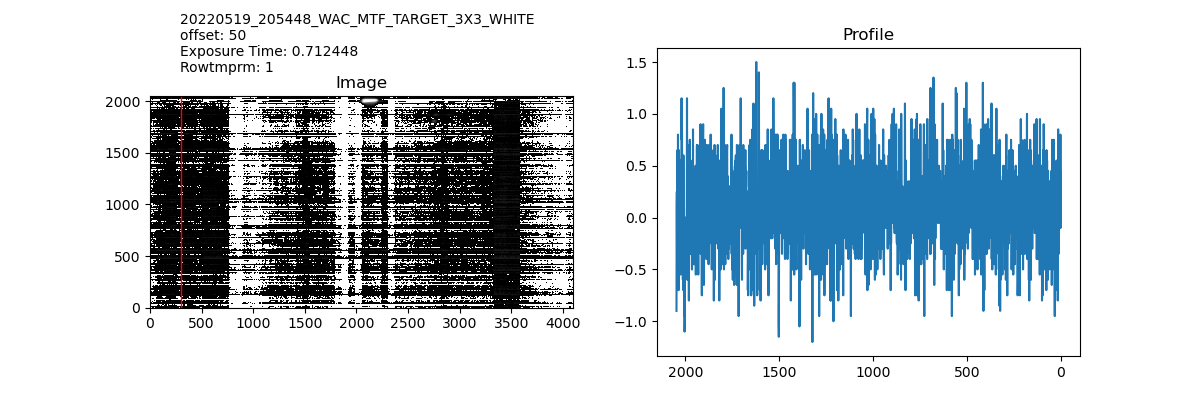 20220519_205448_WAC_MTF_TARGET_3X3_WHITE
offset: 50
Exposure Time: 0.712448
Rowtmprm: 1
Image
2000
1500
1000
500
0
0 500 1000 1500 2000 2500 3000 3500 4000
Profile
1.5
1.0
0.5
0.0
−0.5
−1.0
2000 1500 1000 500 0